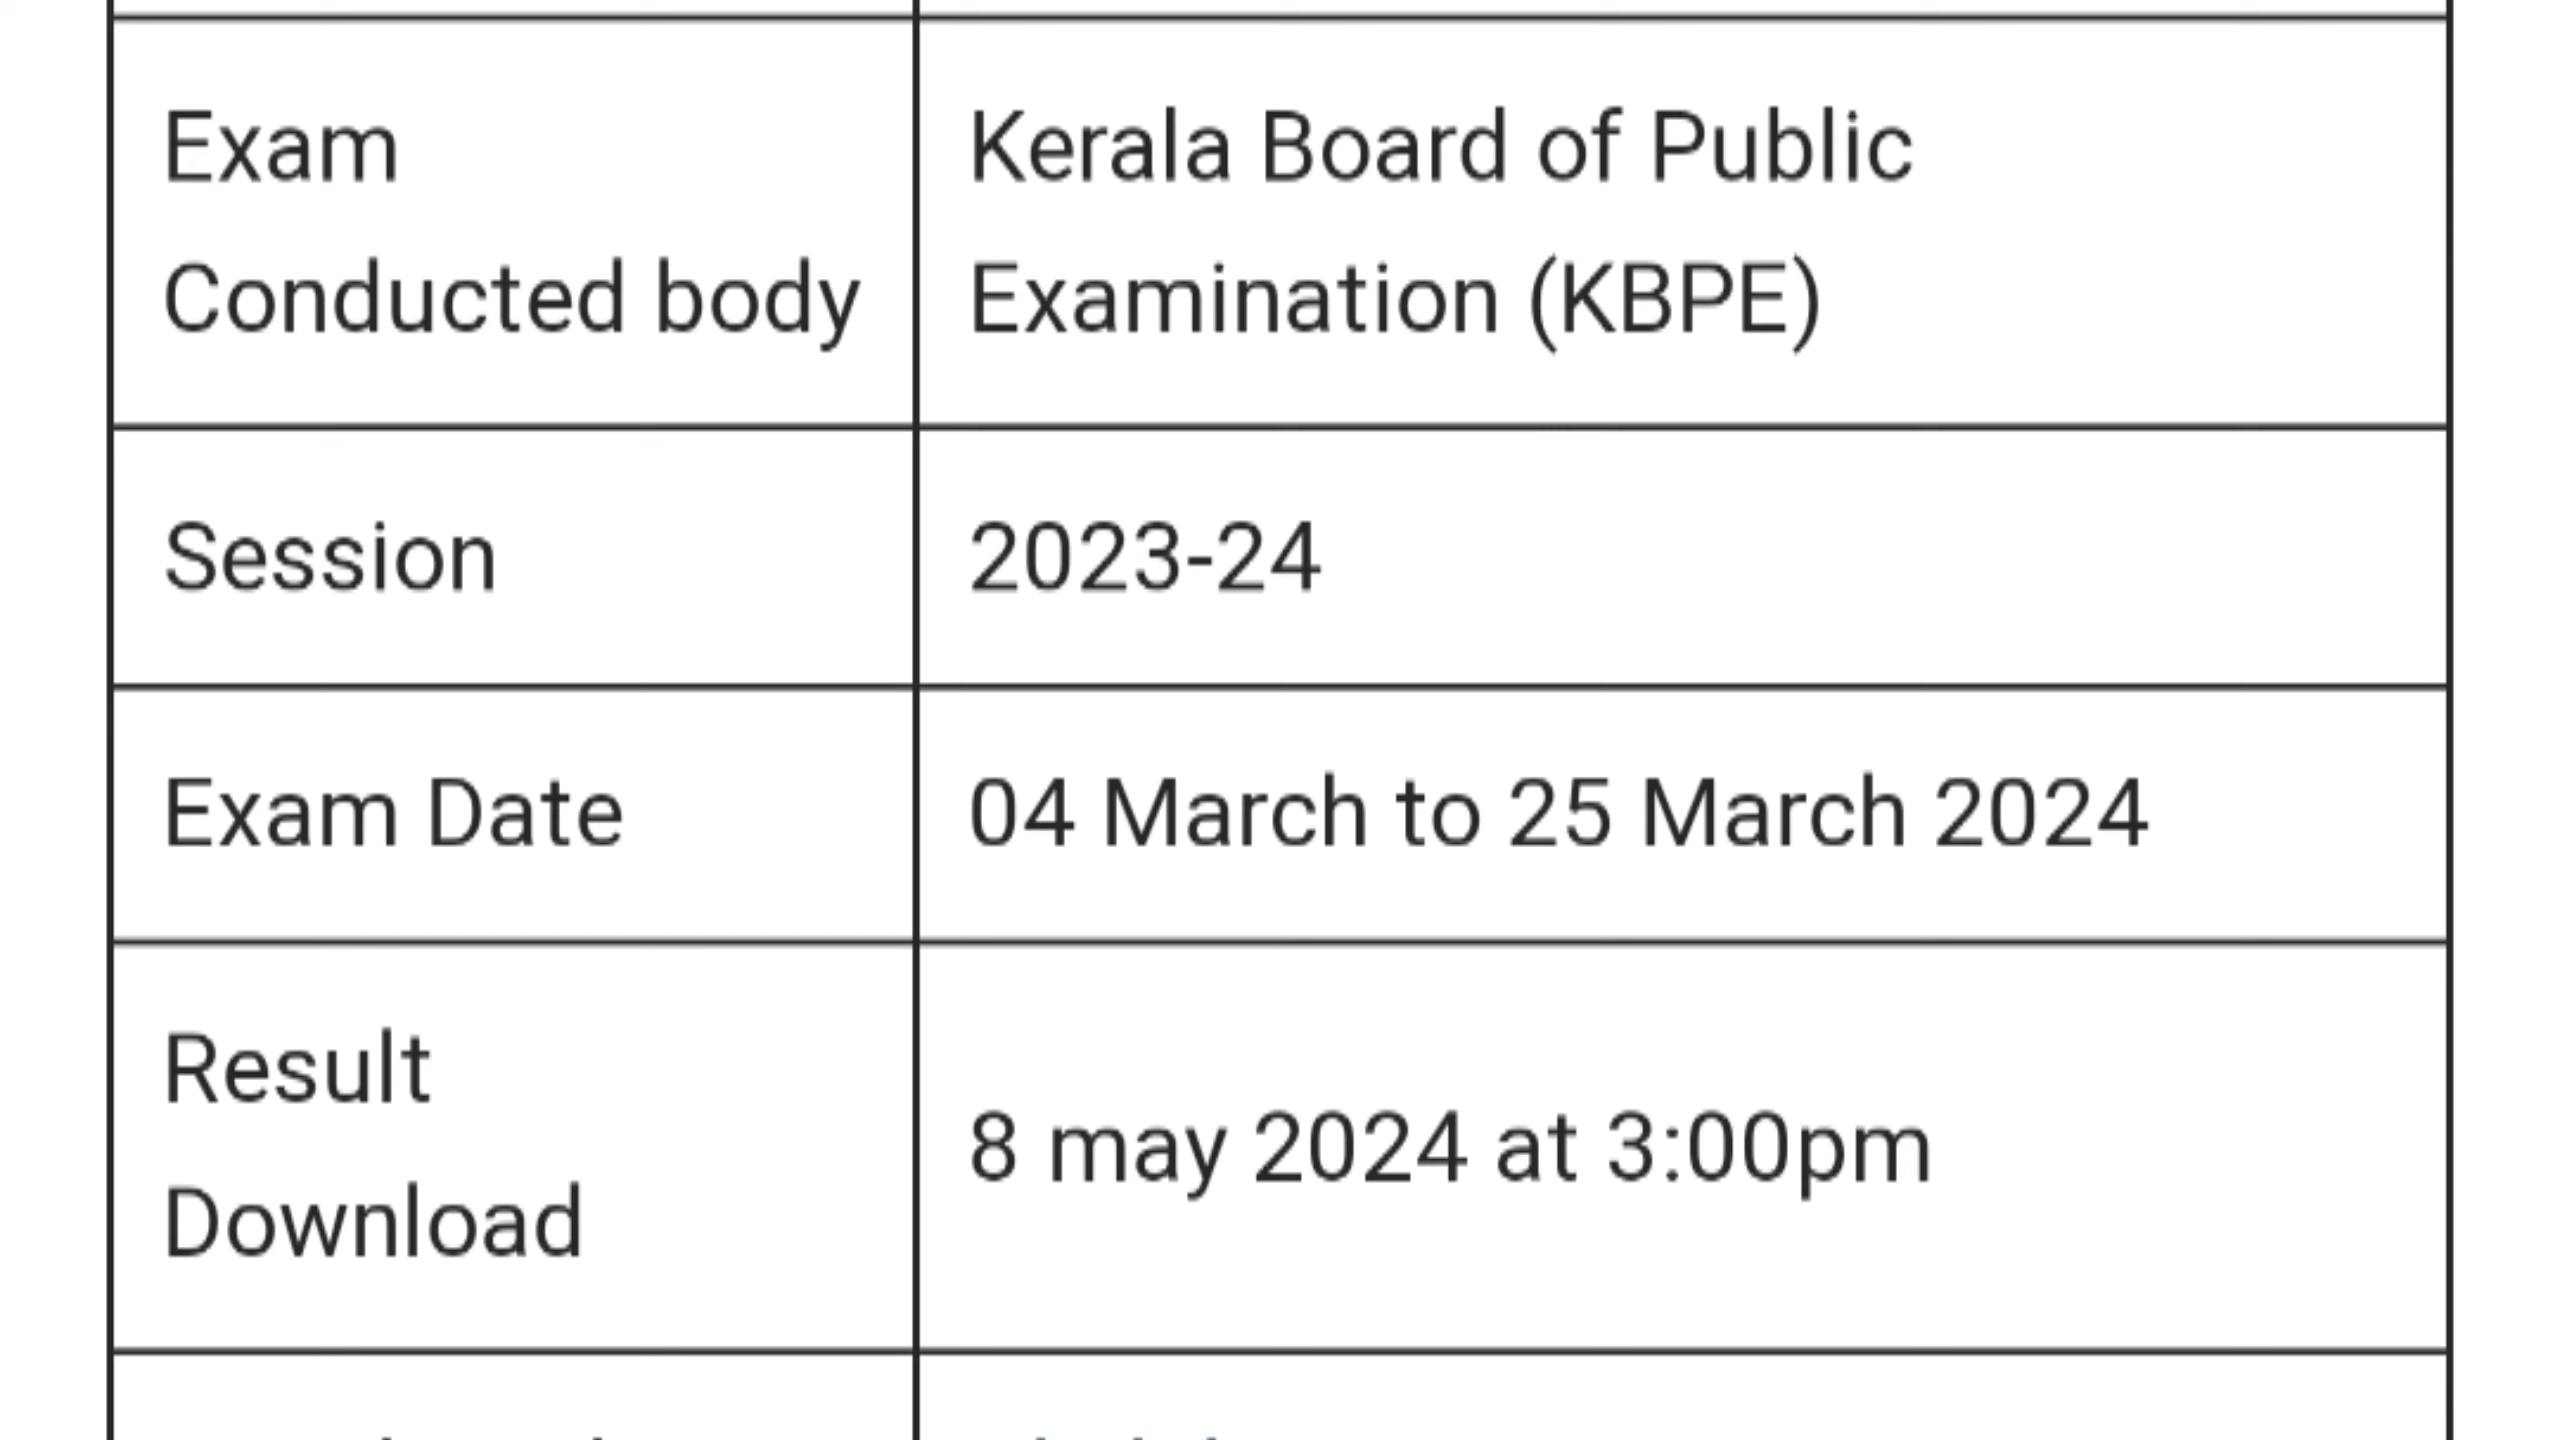 Exam
Conducted body
Kerala Board of Public
Examination (KBPE)
Session
2023-24
Exam Date
04 March to 25 March 2024
Result
Download
8 may 2024 at 3:00pm